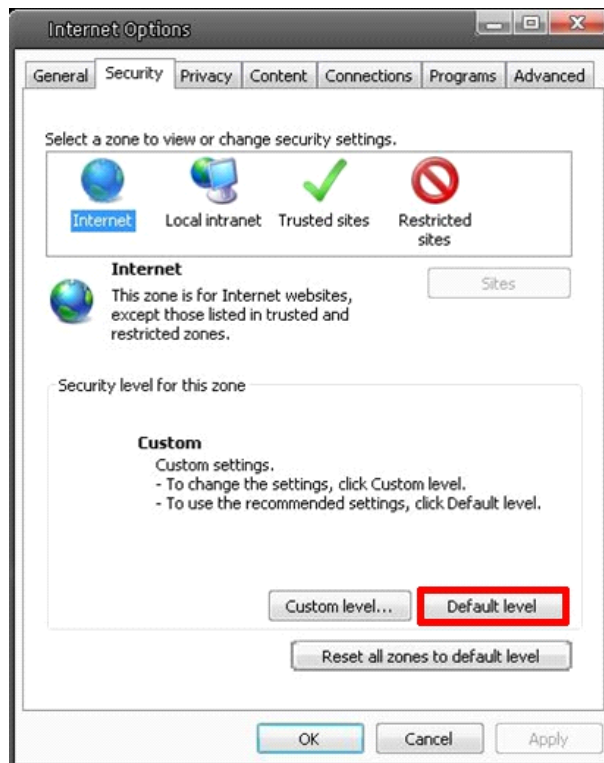 Internet Options
General Security Privacy Content Connections Programs Advanced
Select a zone to view or change security settings.
Internet Local intranet Trusted sites Restricted
sites
Internet
Sites
This zone is for Internet websites,
except those listed in trusted and
restricted zones.
Security level for this zone
Custom
Custom settings.
- To change the settings, click Custom level.
- To use the recommended settings, click Default level.
Custom level... Default level
Reset all zones to default level
OK Cancel Apply